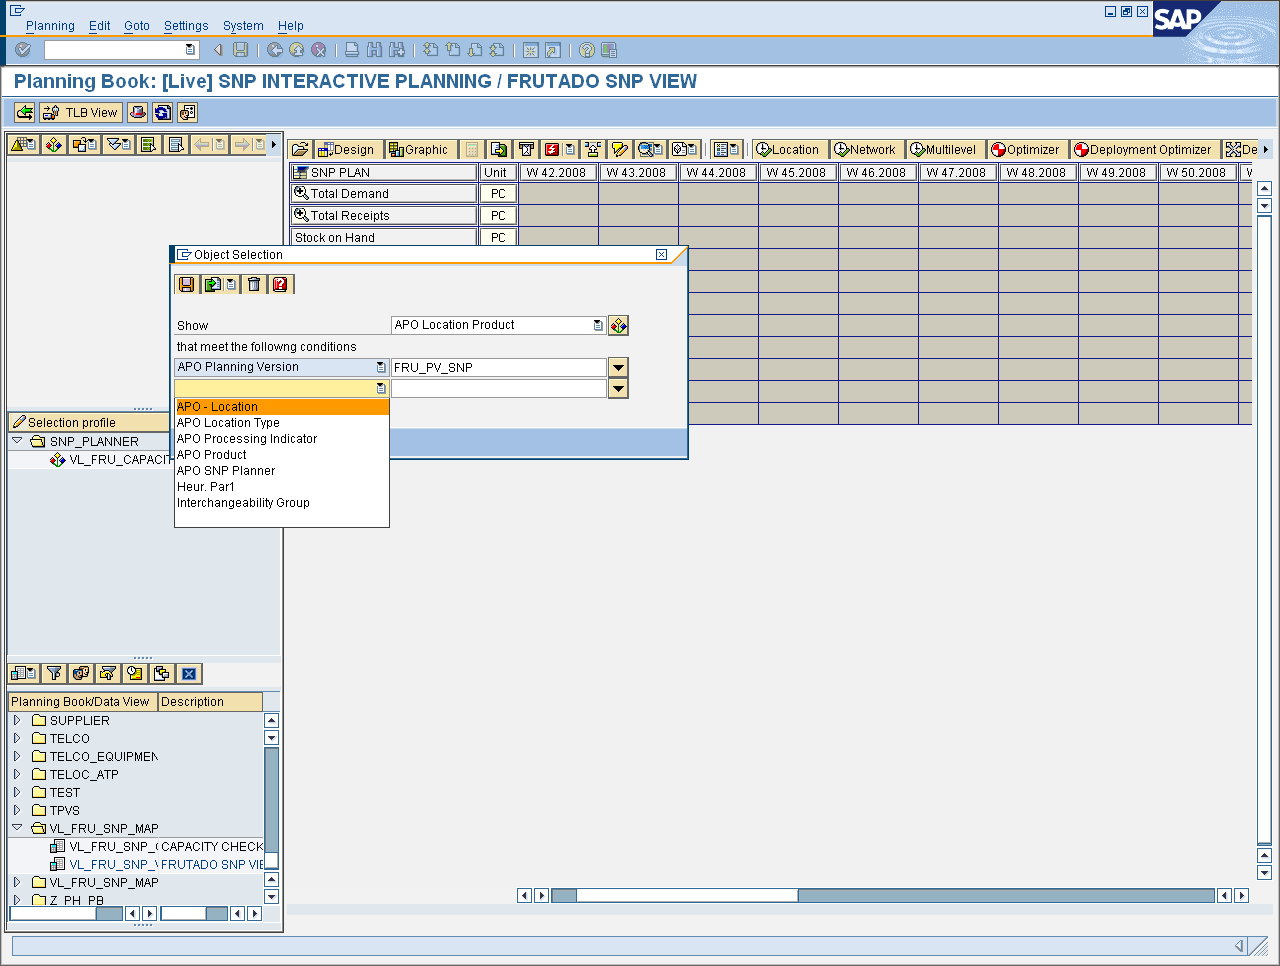 Planning Edit Goto Settings System Help
SAP
Planning Book: [Live] SNP INTERACTIVE PLANNING / FRUTADO SNP VIEW
TLB View
Design Graphic Location Network Multilevel Optimizer Deployment Optimizer De
SNP PLAN Unit W 42.2008 W 43.2008 W 44.2008 W 45.2008 W 46.2008 W 47.2008 W 48.2008 W 49.2008 W 50.2008
Total Demand PC
Total Receipts PC
Stock on Hand PC
Object Selection
Show APO Location Product
that meet the followng conditions
APO Planning Version FRU_PV_SNP
APO - Location
APO Location Type
APO Processing Indicator
APO Product
APO SNP Planner
Heur. Par1
Interchangeability Group
Selection profile
SNP_PLANNER
VL_FRU_CAPACIT
Planning Book/Data View Description
SUPPLIER
TELCO
TELCO_EQUIPMEN
TELOC_ATP
TEST
TPVS
VL_FRU_SNP_MAP
VL_FRU_SNP_ CAPACITY CHECK
VL_FRU_SNP_ FRUTADO SNP VIE
VL_FRU_SNP_MAP
Z_PH_PB